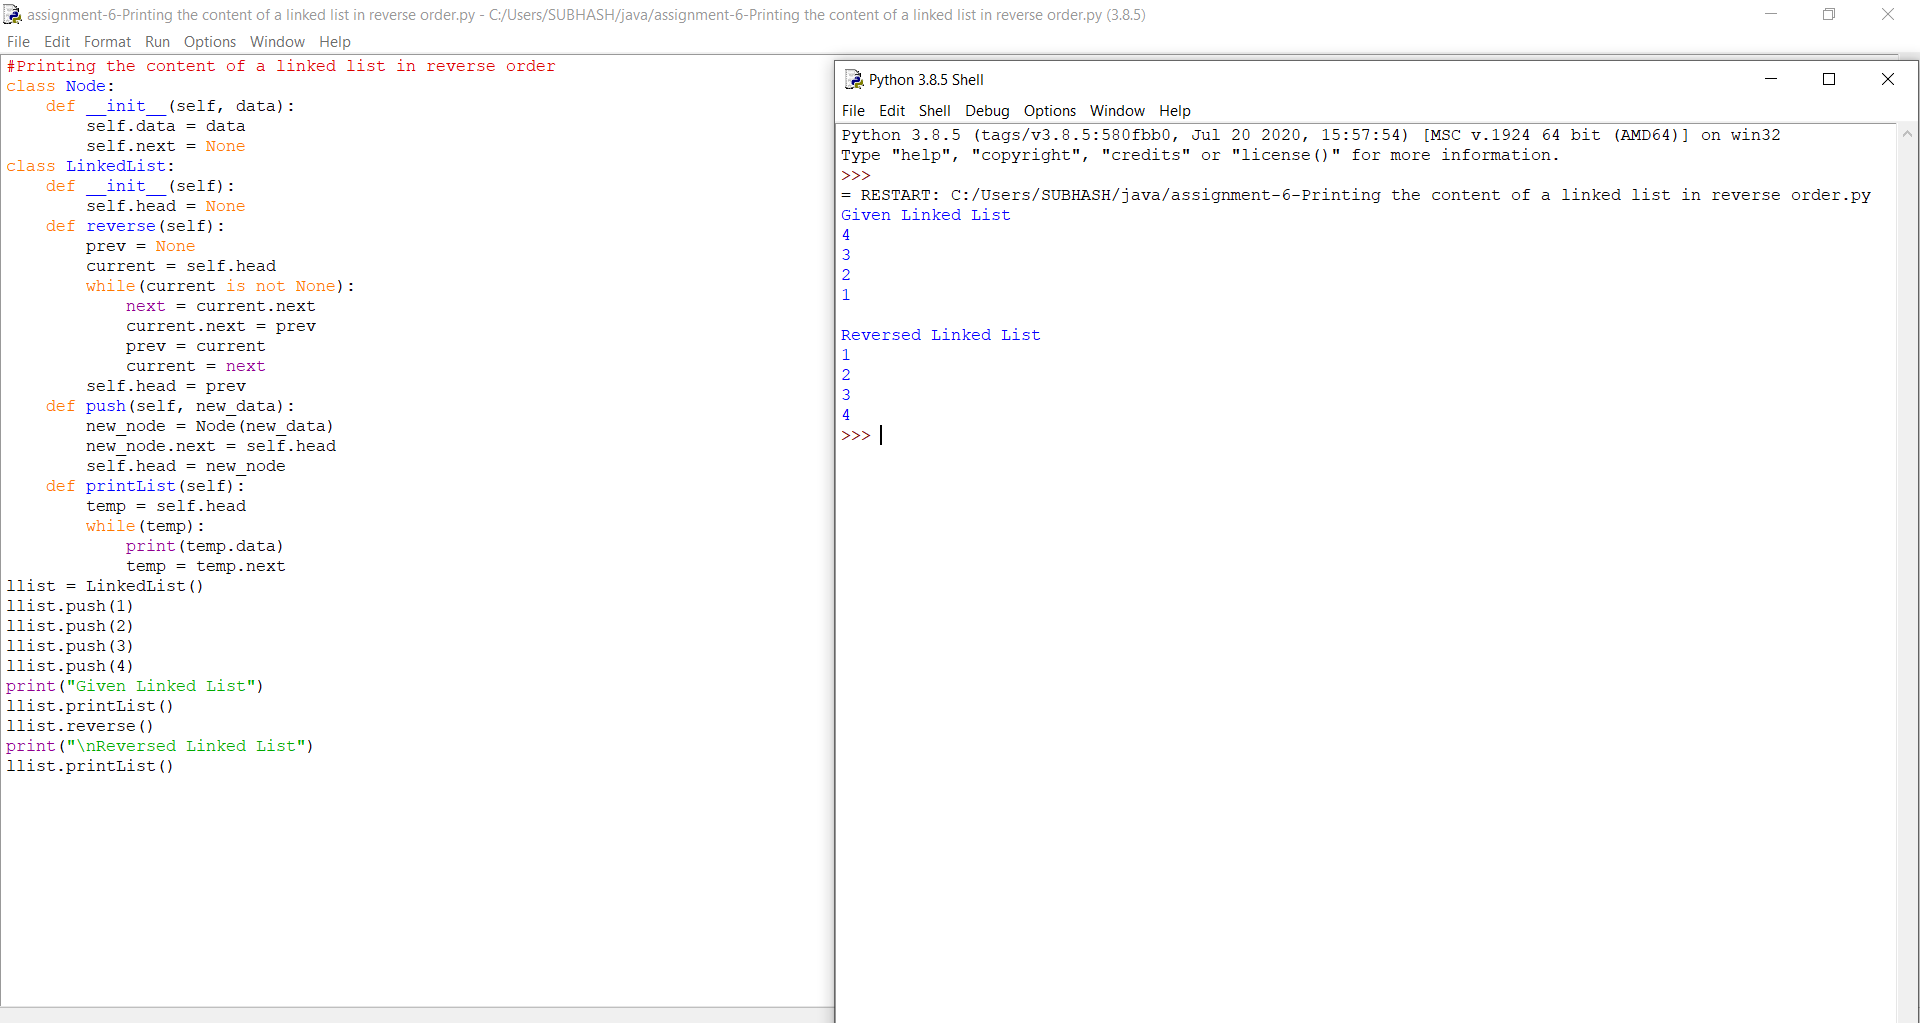 assignment-6-Printing the content of a linked list in reverse order.py - C:/Users/SUBHASH/java/assignment-6-Printing the content of a linked list in reverse order.py (3.8.5)
File Edit Format Run Options Window Help
#Printing the content of a linked list in reverse order
class Node:
    def __init__(self, data):
        self.data = data
        self.next = None
class LinkedList:
    def __init__(self):
        self.head = None
    def reverse(self):
        prev = None
        current = self.head
        while(current is not None):
            next = current.next
            current.next = prev
            prev = current
            current = next
        self.head = prev
    def push(self, new_data):
        new_node = Node(new_data)
        new_node.next = self.head
        self.head = new_node
    def printList(self):
        temp = self.head
        while(temp):
            print(temp.data)
            temp = temp.next
llist = LinkedList()
llist.push(1)
llist.push(2)
llist.push(3)
llist.push(4)
print("Given Linked List")
llist.printList()
llist.reverse()
print("\nReversed Linked List")
llist.printList()
Python 3.8.5 Shell
File Edit Shell Debug Options Window Help
Python 3.8.5 (tags/v3.8.5:580fbb0, Jul 20 2020, 15:57:54) [MSC v.1924 64 bit (AMD64)] on win32
Type "help", "copyright", "credits" or "license()" for more information.
>>>
= RESTART: C:/Users/SUBHASH/java/assignment-6-Printing the content of a linked list in reverse order.py
Given Linked List
4
3
2
1

Reversed Linked List
1
2
3
4
>>>